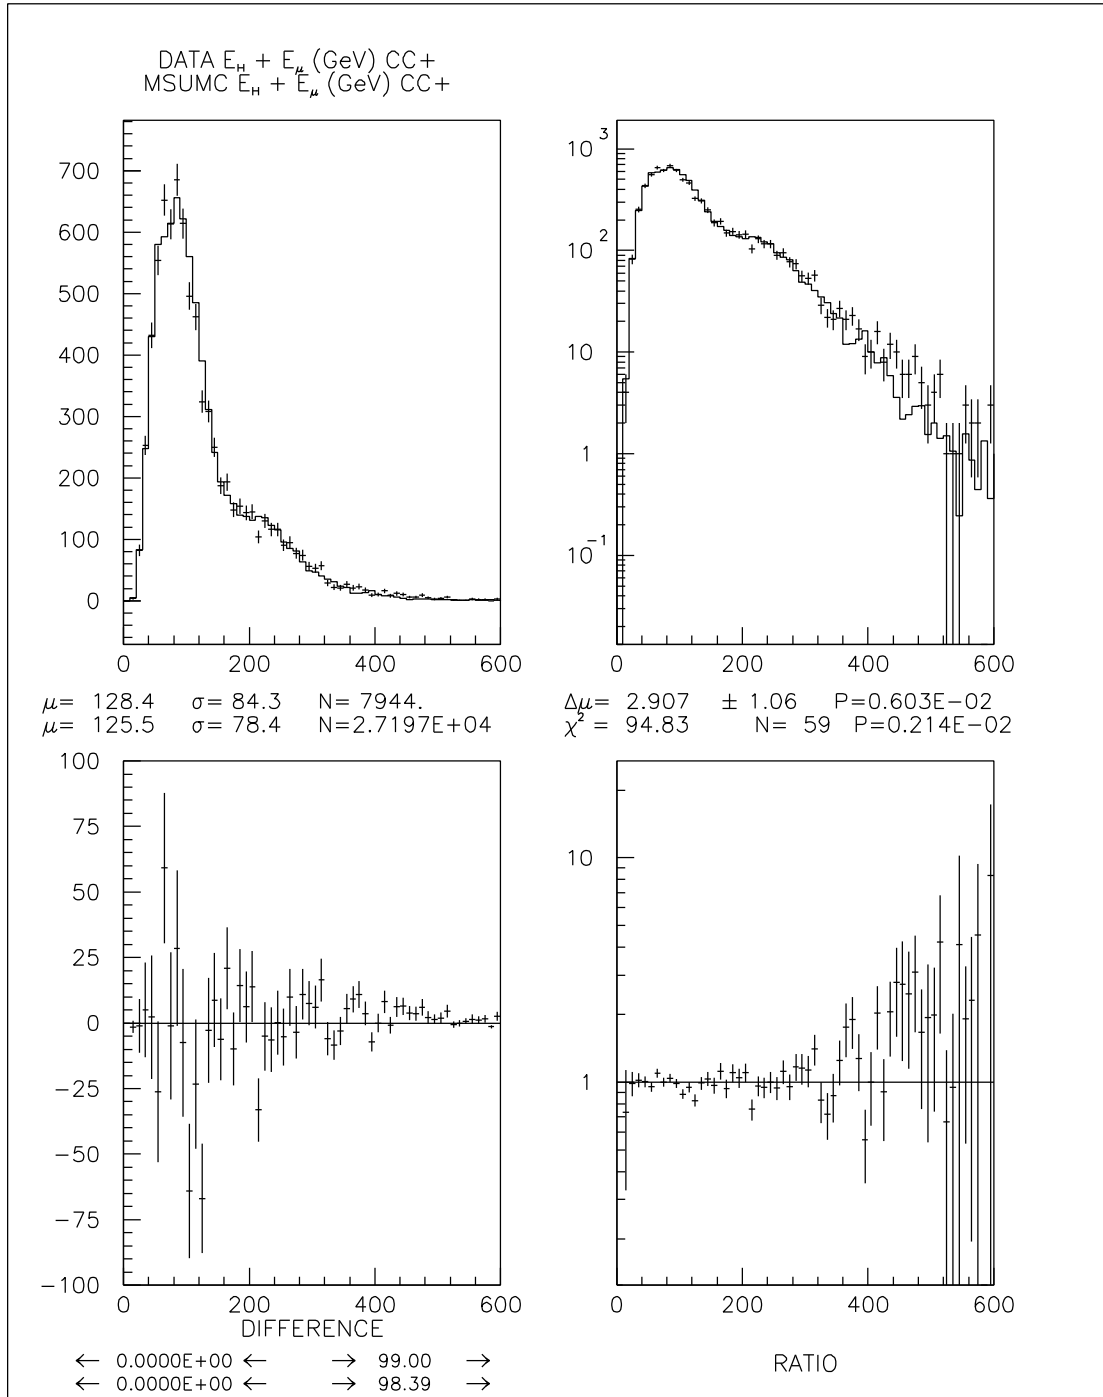 DATA E_H + E_μ (GeV) CC+
MSUMC E_H + E_μ (GeV) CC+
700
600
500
400
300
200
100
0
0 200 400 600
10^3
10^2
10
1
10^-1
0 200 400 600
μ= 128.4 σ= 84.3 N= 7944.
μ= 125.5 σ= 78.4 N=2.7197E+04
Δμ= 2.907 ± 1.06 P=0.603E-02
χ^2 = 94.83 N= 59 P=0.214E-02
100
75
50
25
0
-25
-50
-75
-100
0 200 400 600
DIFFERENCE
10
1
0 200 400 600
RATIO
← 0.0000E+00 ← → 99.00 →
← 0.0000E+00 ← → 98.39 →